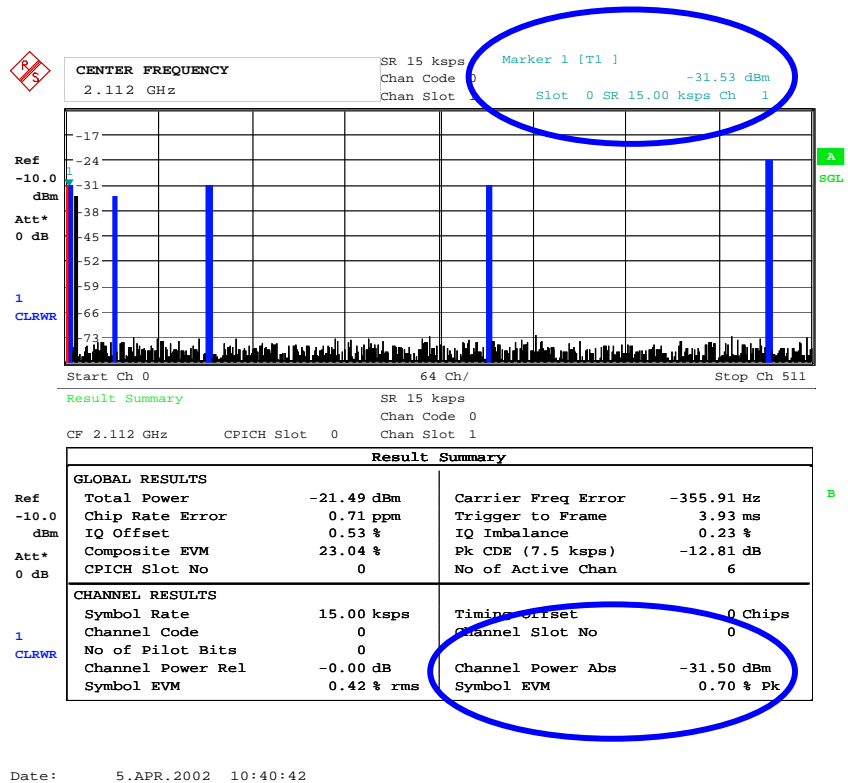 R
S
CENTER FREQUENCY
2.112 GHz
SR 15 ksps
Chan Code 0
Chan Slot 1
Marker 1 [T1 ]
-31.53 dBm
Slot 0 SR 15.00 ksps Ch 1
Ref
-10.0
dBm
Att*
0 dB
1
CLRWR
1
-17
-24
-31
-38
-45
-52
-59
-66
-73
A
SGL
Start Ch 0 64 Ch/ Stop Ch 511
Result Summary SR 15 ksps
Chan Code 0
CF 2.112 GHz CPICH Slot 0 Chan Slot 1
Result Summary
GLOBAL RESULTS
Total Power -21.49 dBm Carrier Freq Error -355.91 Hz
Chip Rate Error 0.71 ppm Trigger to Frame 3.93 ms
IQ Offset 0.53 % IQ Imbalance 0.23 %
Composite EVM 23.04 % Pk CDE (7.5 ksps) -12.81 dB
CPICH Slot No 0 No of Active Chan 6
CHANNEL RESULTS
Symbol Rate 15.00 ksps Timing Offset 0 Chips
Channel Code 0 Channel Slot No 0
No of Pilot Bits 0
Channel Power Rel -0.00 dB Channel Power Abs -31.50 dBm
Symbol EVM 0.42 % rms Symbol EVM 0.70 % Pk
Ref
-10.0
dBm
Att*
0 dB
1
CLRWR
B
Date: 5.APR.2002 10:40:42